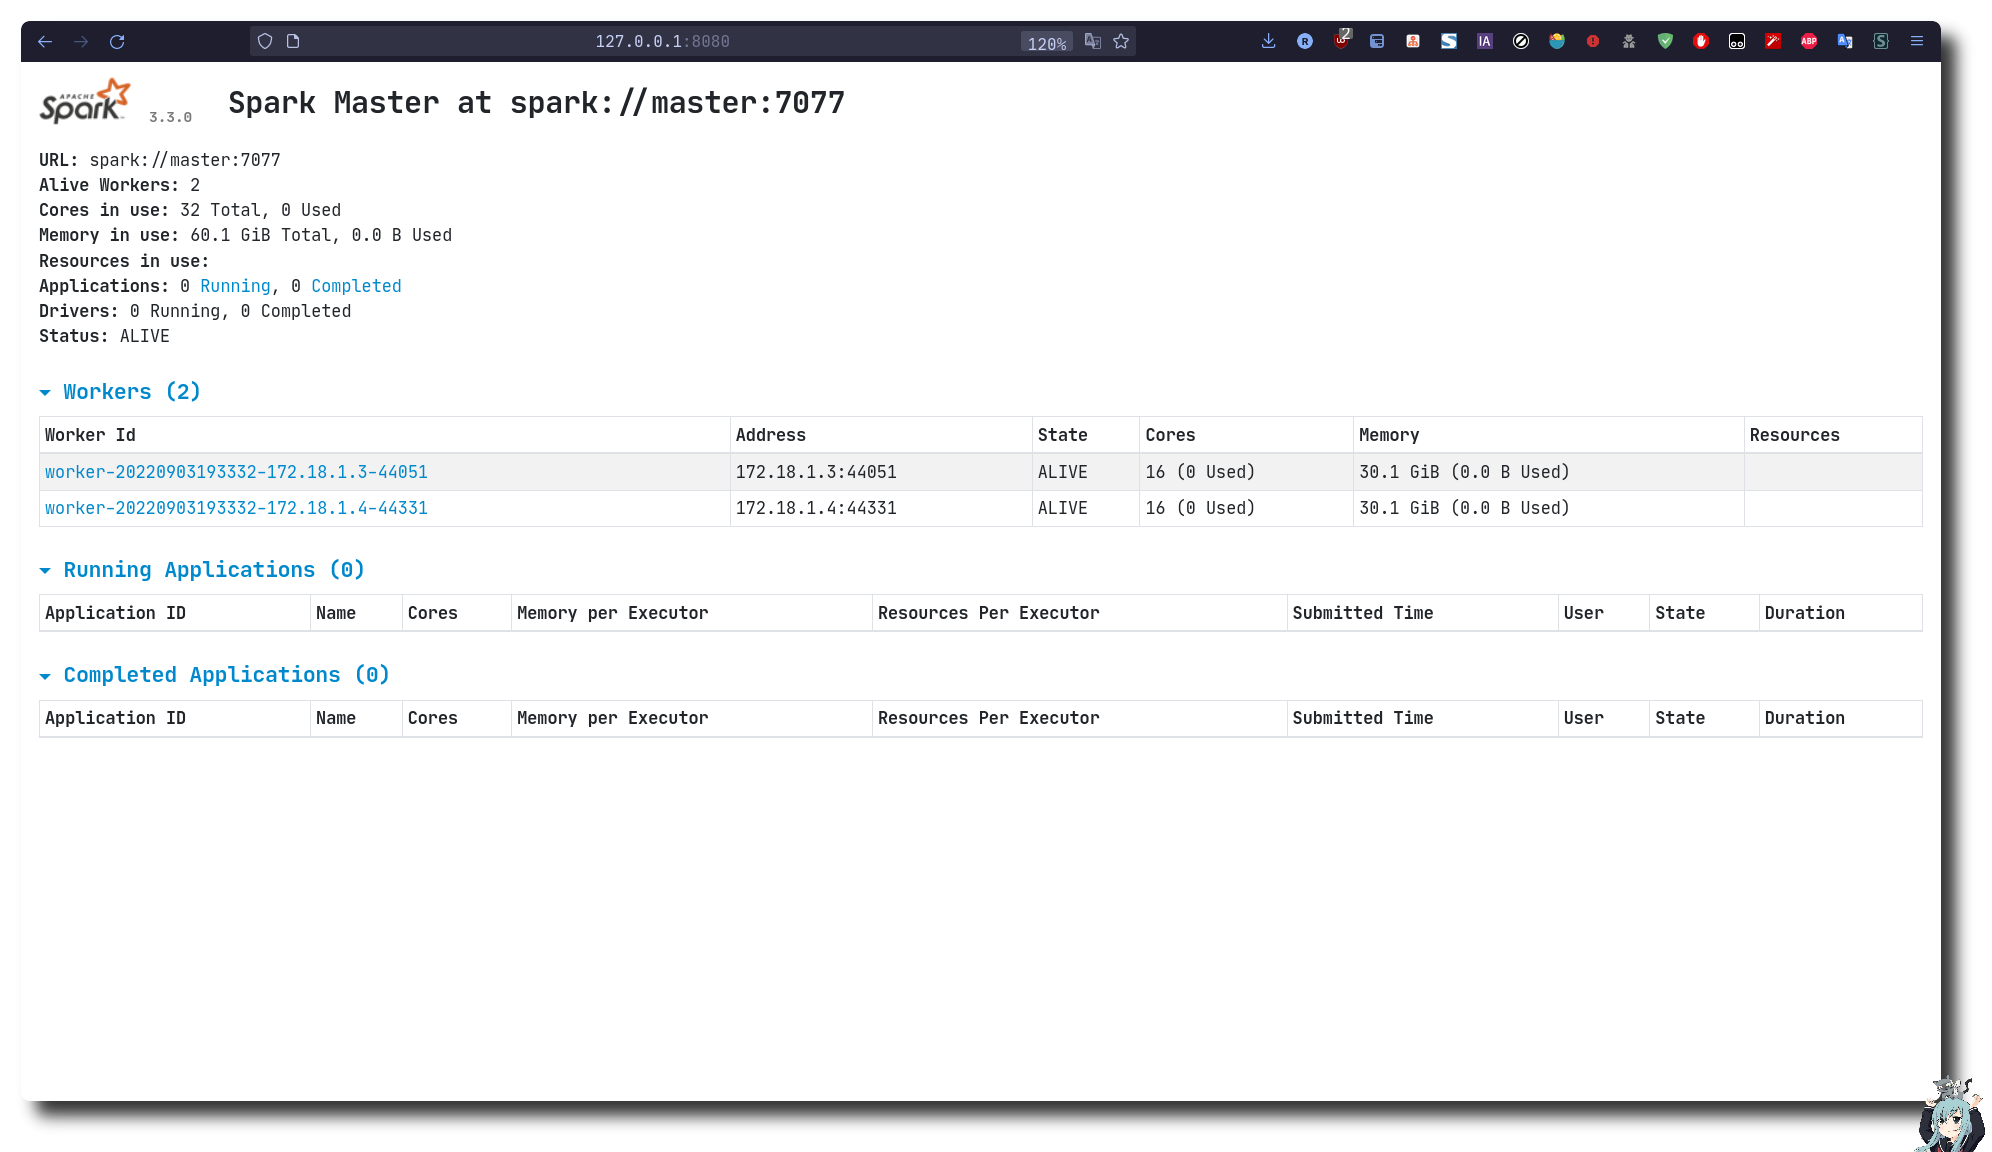 127.0.0.1:8080
120%
2
R
IA
ABP
S
APACHE
Spark
3.3.0
Spark Master at spark://master:7077
URL: spark://master:7077
Alive Workers: 2
Cores in use: 32 Total, 0 Used
Memory in use: 60.1 GiB Total, 0.0 B Used
Resources in use:
Applications: 0 Running, 0 Completed
Drivers: 0 Running, 0 Completed
Status: ALIVE
Workers (2)
Worker Id Address State Cores Memory Resources
worker-20220903193332-172.18.1.3-44051 172.18.1.3:44051 ALIVE 16 (0 Used) 30.1 GiB (0.0 B Used)
worker-20220903193332-172.18.1.4-44331 172.18.1.4:44331 ALIVE 16 (0 Used) 30.1 GiB (0.0 B Used)
Running Applications (0)
Application ID Name Cores Memory per Executor Resources Per Executor Submitted Time User State Duration
Completed Applications (0)
Application ID Name Cores Memory per Executor Resources Per Executor Submitted Time User State Duration